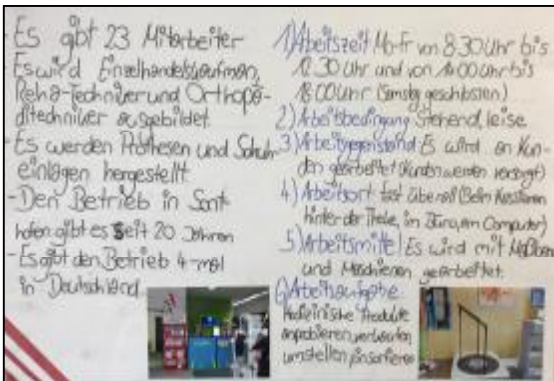 - Es gibt 23 Mitarbeiter
- Es wird Einzelhandelskaufman,
Reha-Techniker und Orthopä-
ditechniker ausgebildet
- Es werden Prothesen und Schuh-
einlagen hergestellt
- Den Betrieb in Sont-
hofen gibt es seit 20 Jahren
- Es gibt den Betrieb 4-mal
in Deutschland
1) Arbeitszeit Mo-Fr von 8:30 Uhr bis
12.30 Uhr und von 14:00 Uhr bis
18:00 Uhr (Samstag geschlossen)
2) Arbeitsbedingung Stehend, leise
3) Arbeitsgegenstand Es wird an Kun-
den gearbeitet (Kunden werden versorgt)
4) Arbeitsort fast überall (Beim Kassieren
hinter der Theke, im Büro, am Computer)
5) Arbeitsmittel Es wird mit
und Maschienen gearbeitet
6) Arbeitsaufgabe:
Medizinische Produkte
anprobieren, verkaufen
umstellen, einsortieren